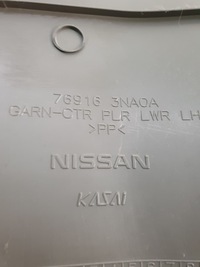 76916 3NA0A
GARN-CTR PLR LWR LH
>PP<
NISSAN
KASAI